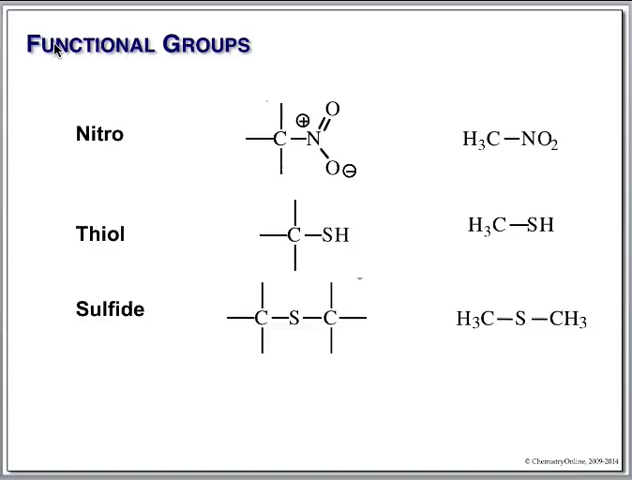 FUNCTIONAL GROUPS
Nitro
C–N⊕
O
O⊖
H₃C–NO₂
Thiol
C–SH
H₃C–SH
Sulfide
C–S–C
H₃C–S–CH₃
© ChemistryOnline, 2009-2014